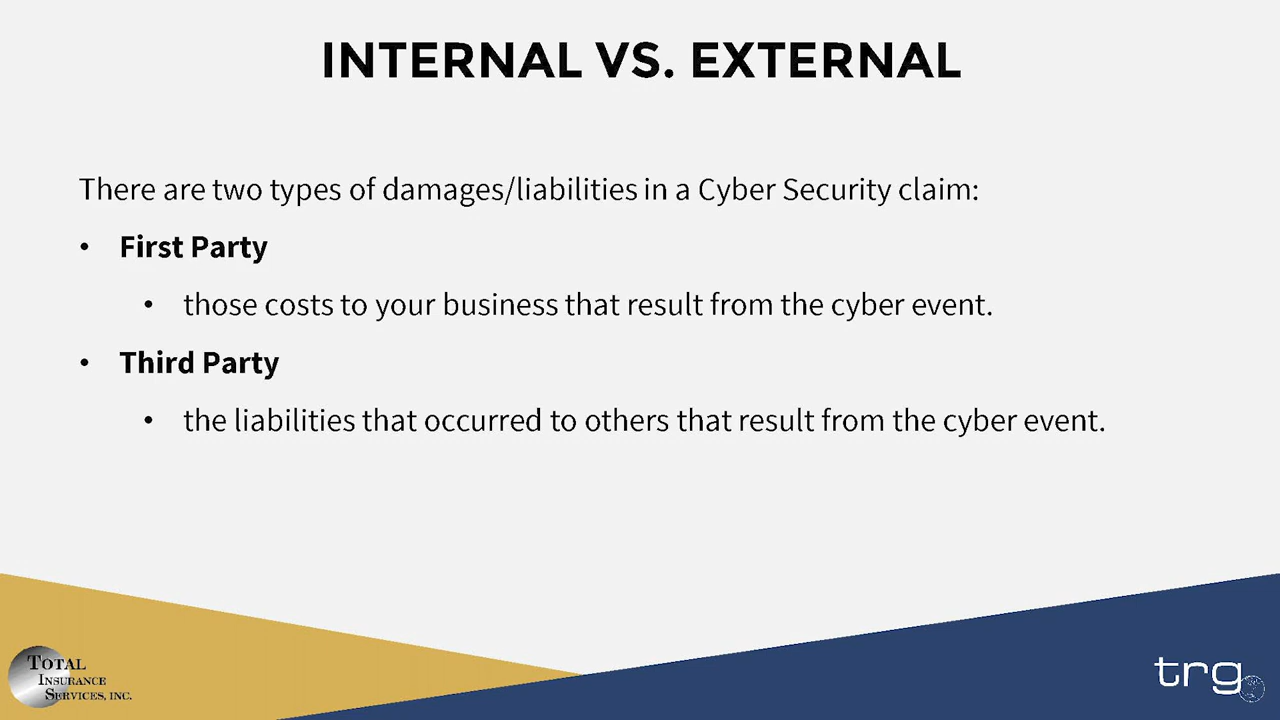 INTERNAL VS. EXTERNAL
There are two types of damages/liabilities in a Cyber Security claim:
• First Party
• those costs to your business that result from the cyber event.
• Third Party
• the liabilities that occurred to others that result from the cyber event.
TOTAL
INSURANCE
SERVICES, INC.
trg